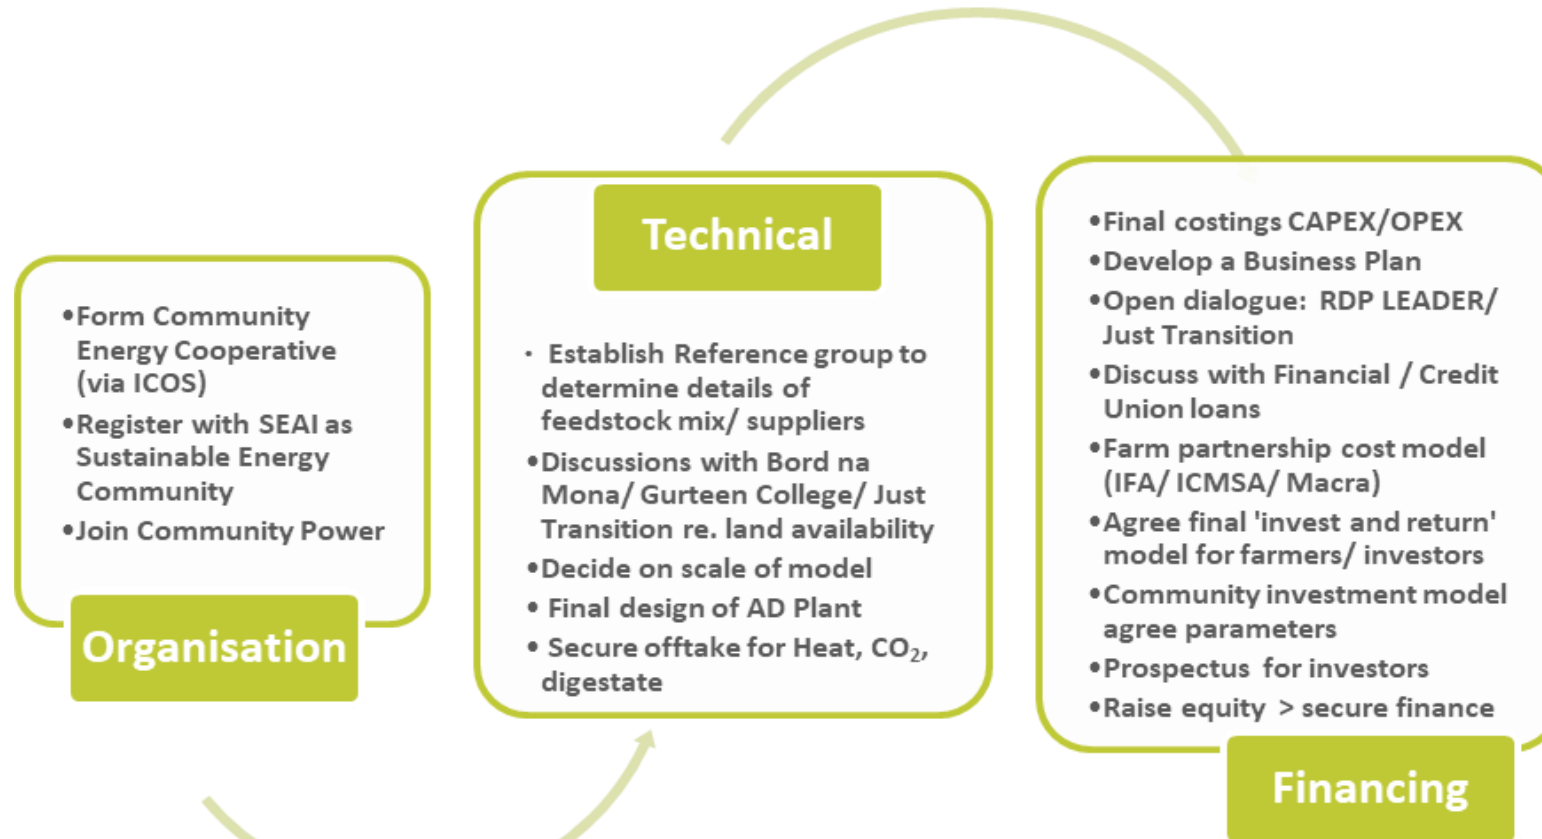 •Form Community
Energy Cooperative
(via ICOS)
•Register with SEAI as
Sustainable Energy
Community
•Join Community Power
Organisation
Technical
· Establish Reference group to
determine details of
feedstock mix/ suppliers
•Discussions with Bord na
Mona/ Gurteen College/ Just
Transition re. land availability
•Decide on scale of model
• Final design of AD Plant
• Secure offtake for Heat, CO₂,
digestate
•Final costings CAPEX/OPEX
•Develop a Business Plan
•Open dialogue: RDP LEADER/
Just Transition
•Discuss with Financial / Credit
Union loans
•Farm partnership cost model
(IFA/ ICMSA/ Macra)
•Agree final 'invest and return'
model for farmers/ investors
•Community investment model
agree parameters
•Prospectus for investors
•Raise equity > secure finance
Financing